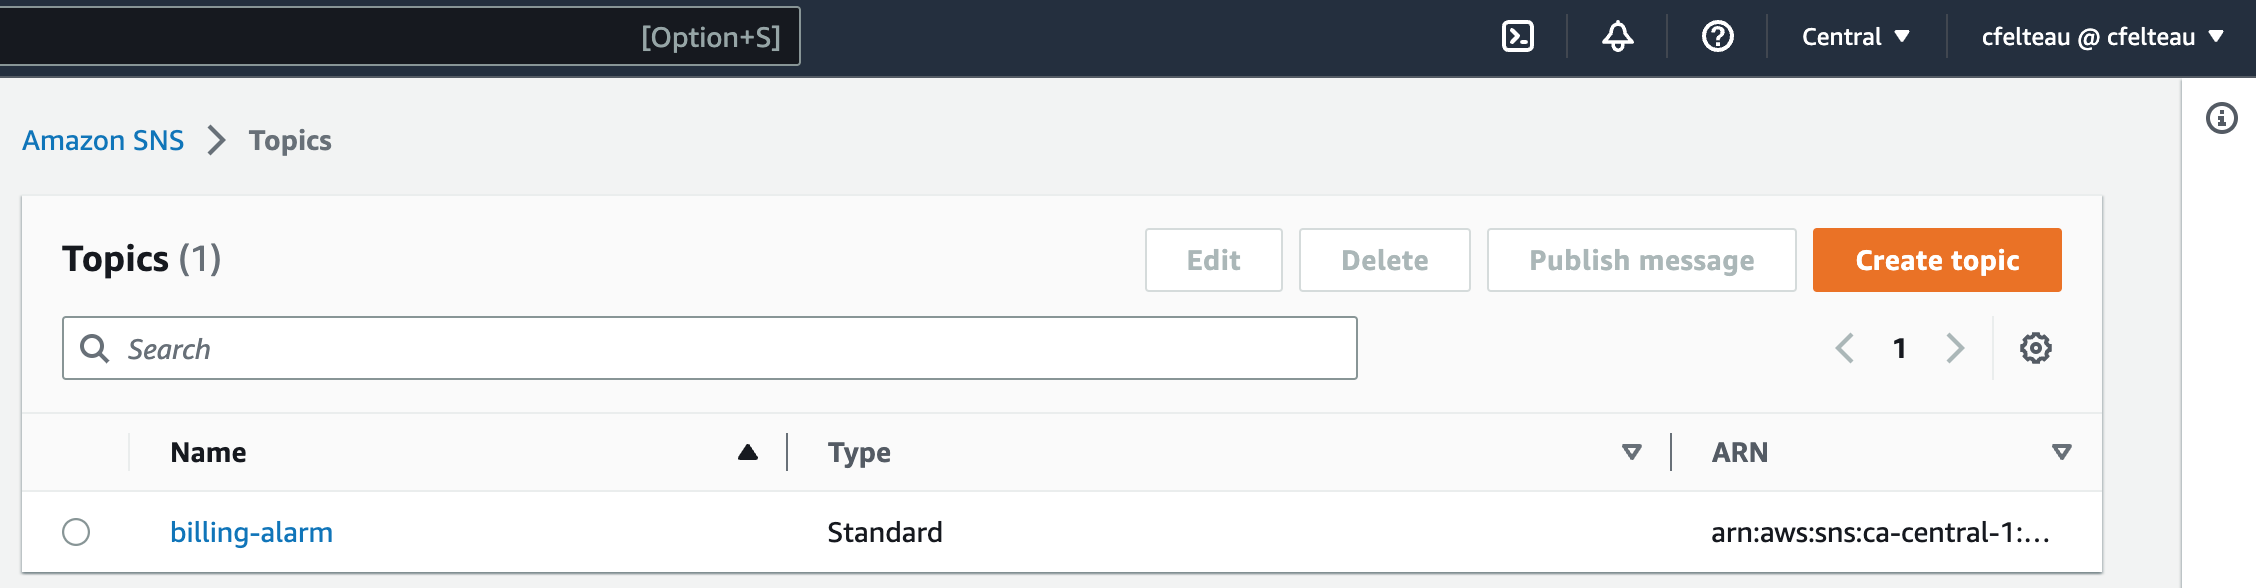 [Option+S] Central cfelteau @ cfelteau
Amazon SNS Topics
Topics (1) Edit Delete Publish message Create topic
Search 1
Name Type ARN
billing-alarm Standard arn:aws:sns:ca-central-1:...